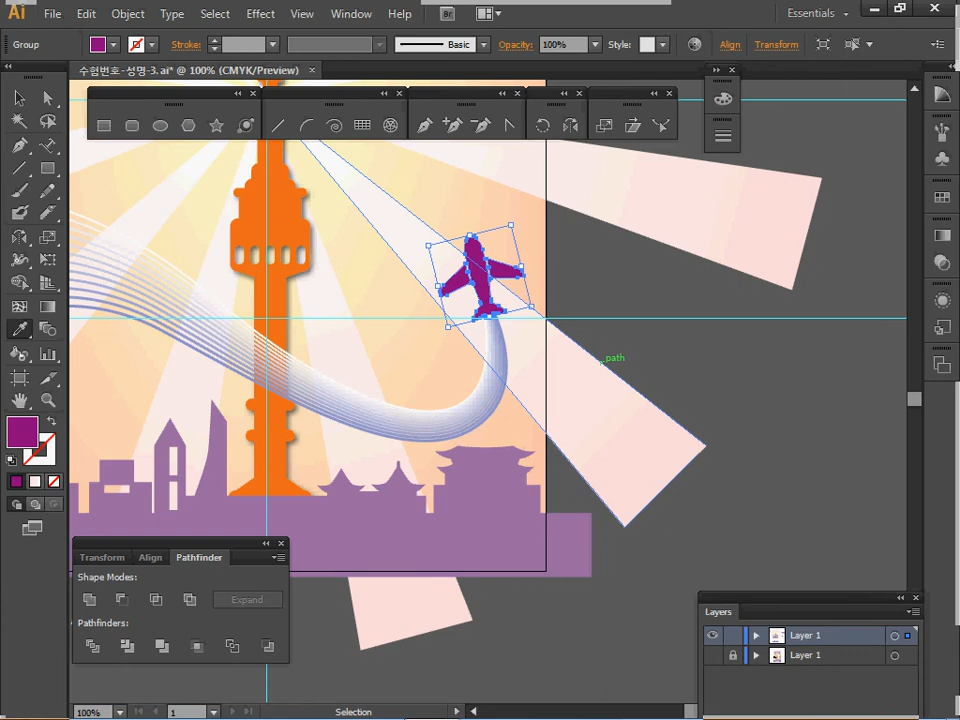 Ai File Edit Object Type Select Effect View Window Help Br Essentials
Group Stroke: Basic Opacity: 100% Style: Align Transform
수험번호-성명-3.ai* @ 100% (CMYK/Preview)
path
Transform Align Pathfinder
Shape Modes:
Expand
Pathfinders:
Layers
Layer 1
Layer 1
100% 1 Selection